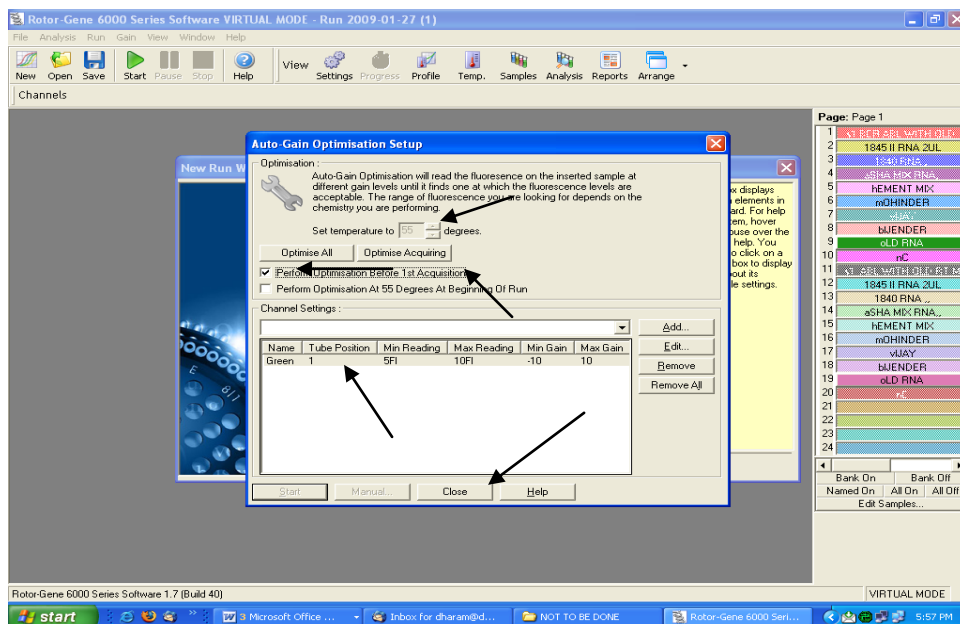 Rotor-Gene 6000 Series Software VIRTUAL MODE - Run 2009-01-27 (1)
File Analysis Run Gain View Window Help
New Open Save Start Pause Stop Help View Settings Progress Profile Temp. Samples Analysis Reports Arrange
Channels
Page: Page 1
1
2 1845 II RNA 2UL
3 1840 RNA ,,
4 aSHA MIX RNA,
5 hEMENT MIX
6 mOHINDER
7 vIJAY
8 bIJENDER
9 oLD RNA
10 nC
11
12 1845 II RNA 2UL
13 1840 RNA ,,
14 aSHA MIX RNA,,
15 hEMENT MIX
16 mOHINDER
17 vIJAY
18 bIJENDER
19 oLD RNA
20 nC
21
22
23
24
Bank On Bank Off
Named On All On All Off
Edit Samples...
New Run W
Auto-Gain Optimisation Setup
Optimisation :
Auto-Gain Optimisation will read the fluoresence on the inserted sample at
different gain levels until it finds one at which the fluorescence levels are
acceptable. The range of fluorescence you are looking for depends on the
chemistry you are performing.
Set temperature to 55 degrees.
Optimise All Optimise Acquiring
Perform Optimisation Before 1st Acquisition
Perform Optimisation At 55 Degrees At Beginning Of Run
Channel Settings :
Add...
Name Tube Position Min Reading Max Reading Min Gain Max Gain
Green 1 5Fl 10Fl -10 10
Edit...
Remove
Remove All
Start Manual... Close Help
displays
elements in
ard. For help
em, hover
ouse over the
help. You
o click on a
box to display
out its
le settings.
Rotor-Gene 6000 Series Software 1.7 (Build 40)
VIRTUAL MODE
start 3 Microsoft Office ... Inbox for dharam@d... NOT TO BE DONE Rotor-Gene 6000 Seri... 5:57 PM